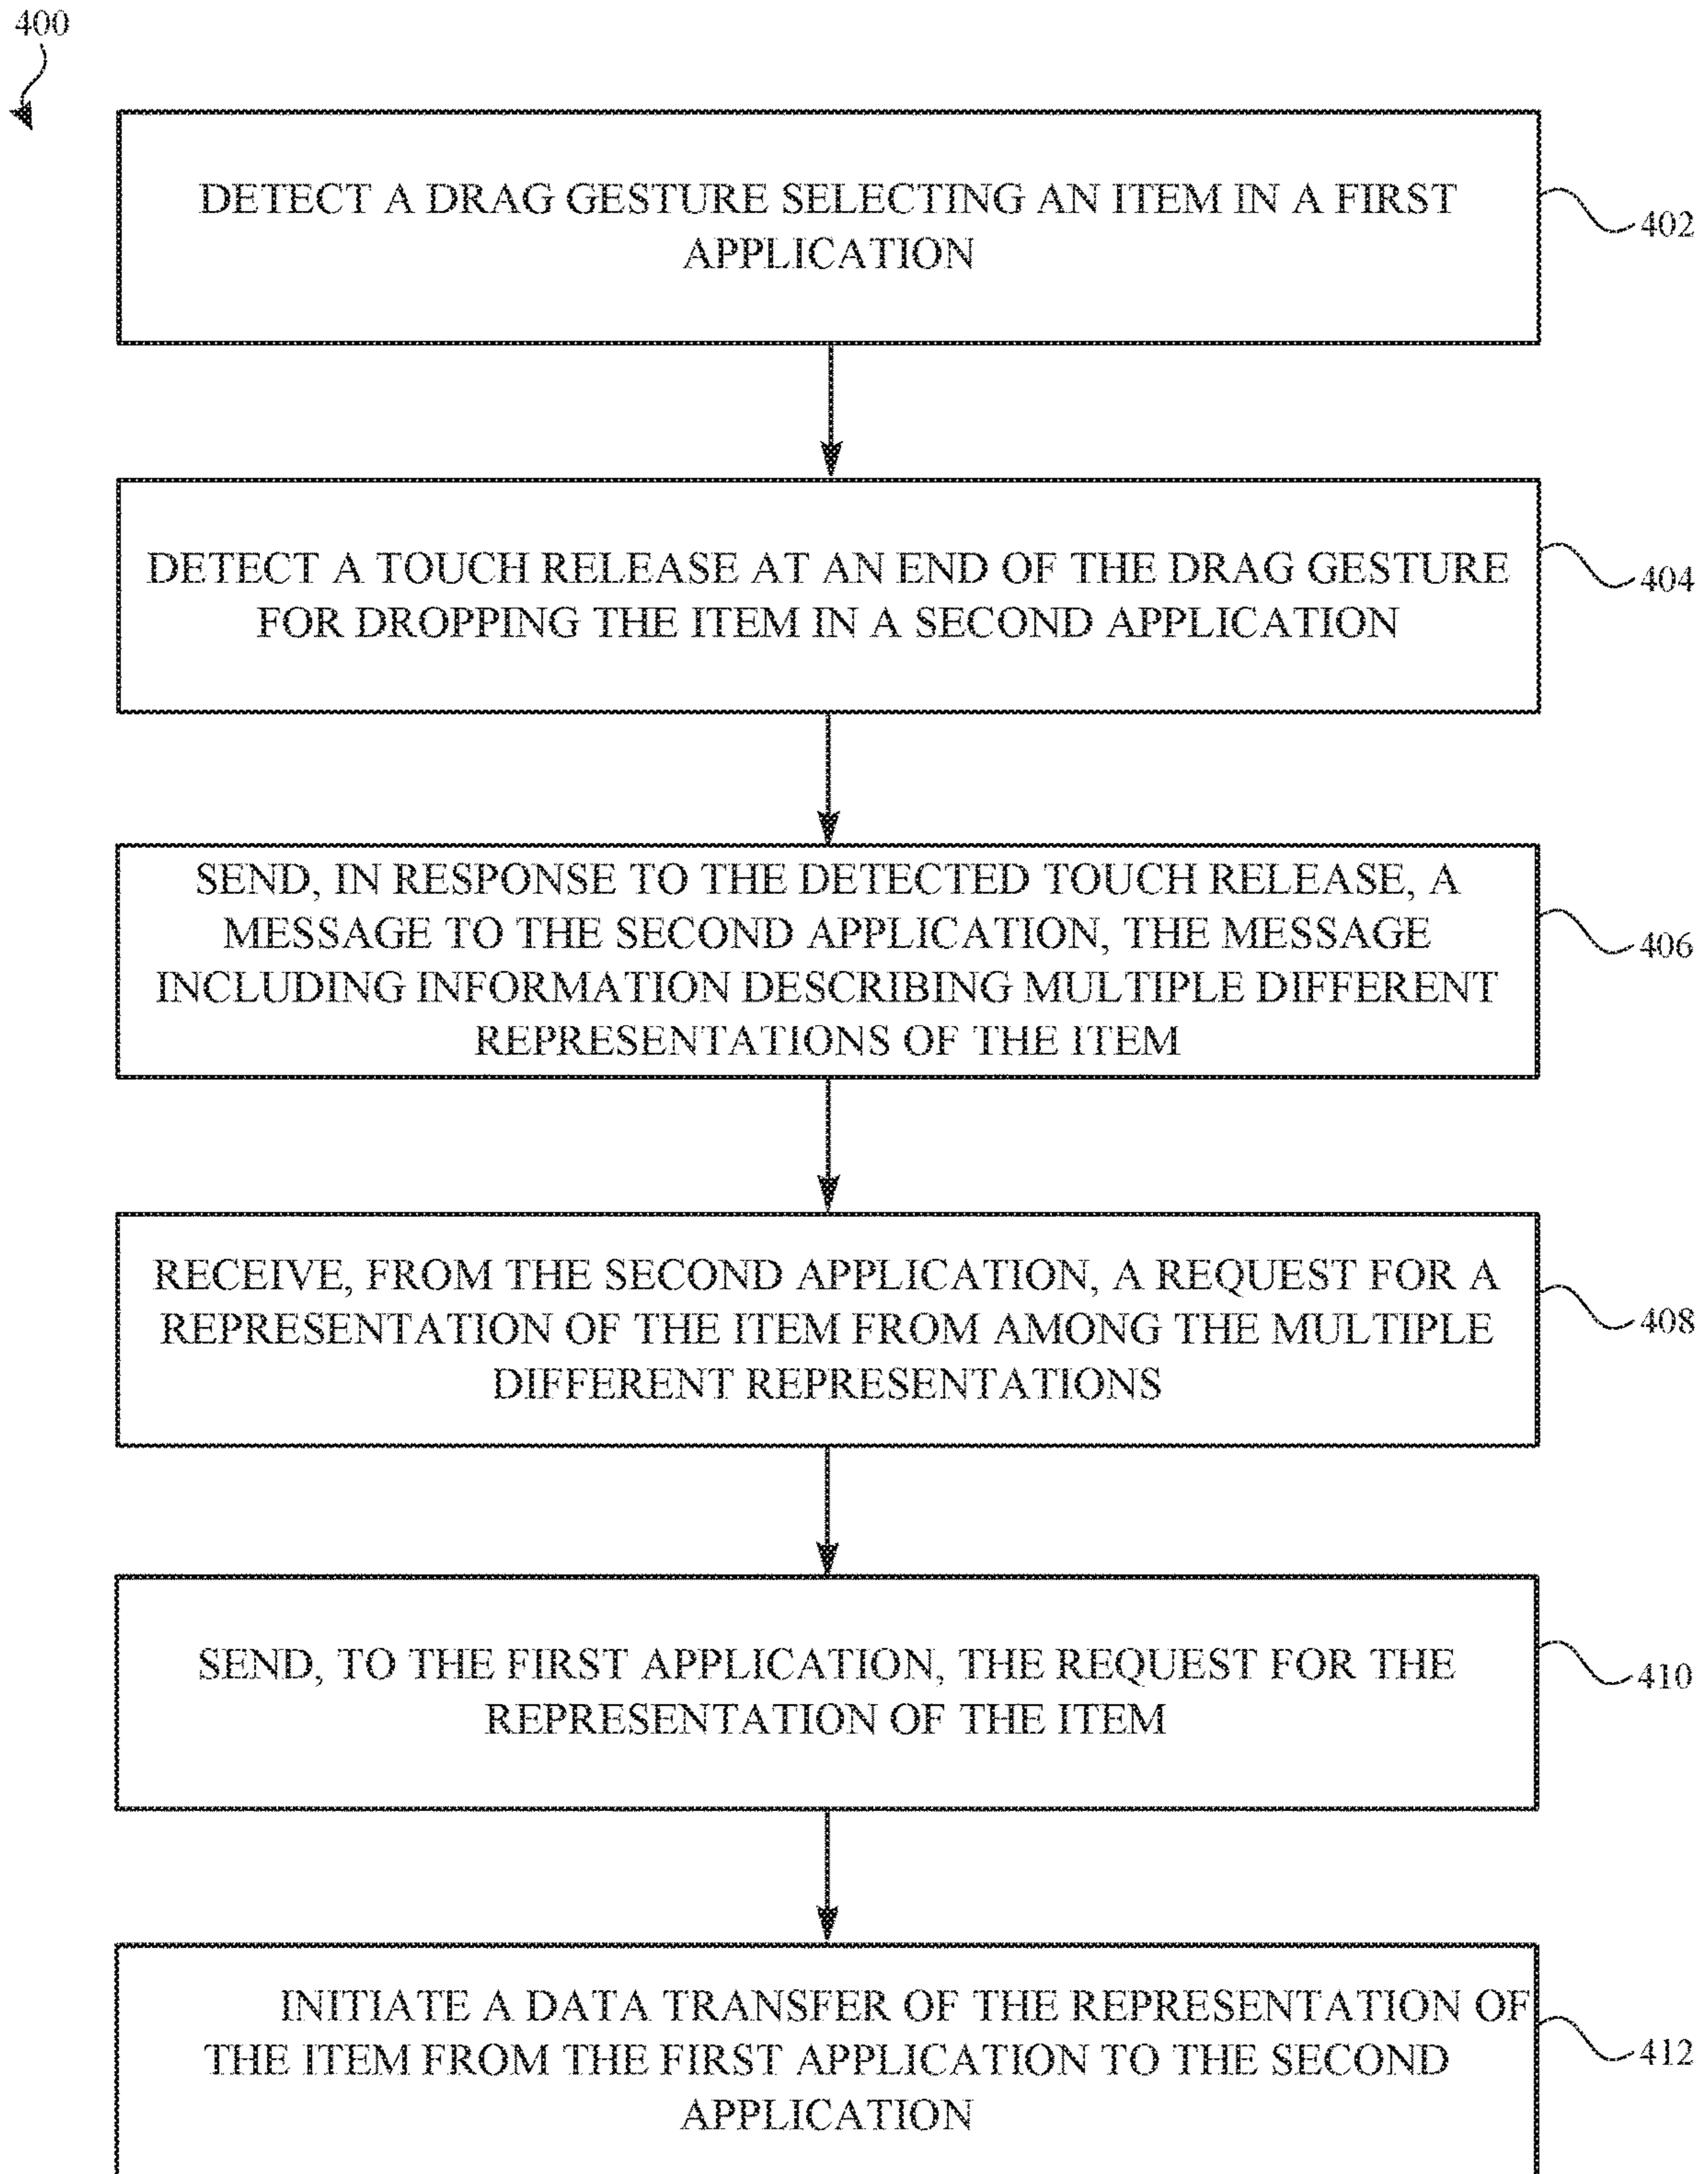 400
DETECT A DRAG GESTURE SELECTING AN ITEM IN A FIRST
APPLICATION
402
DETECT A TOUCH RELEASE AT AN END OF THE DRAG GESTURE
FOR DROPPING THE ITEM IN A SECOND APPLICATION
404
SEND, IN RESPONSE TO THE DETECTED TOUCH RELEASE, A
MESSAGE TO THE SECOND APPLICATION, THE MESSAGE
INCLUDING INFORMATION DESCRIBING MULTIPLE DIFFERENT
REPRESENTATIONS OF THE ITEM
406
RECEIVE, FROM THE SECOND APPLICATION, A REQUEST FOR A
REPRESENTATION OF THE ITEM FROM AMONG THE MULTIPLE
DIFFERENT REPRESENTATIONS
408
SEND, TO THE FIRST APPLICATION, THE REQUEST FOR THE
REPRESENTATION OF THE ITEM
410
INITIATE A DATA TRANSFER OF THE REPRESENTATION OF
THE ITEM FROM THE FIRST APPLICATION TO THE SECOND
APPLICATION
412